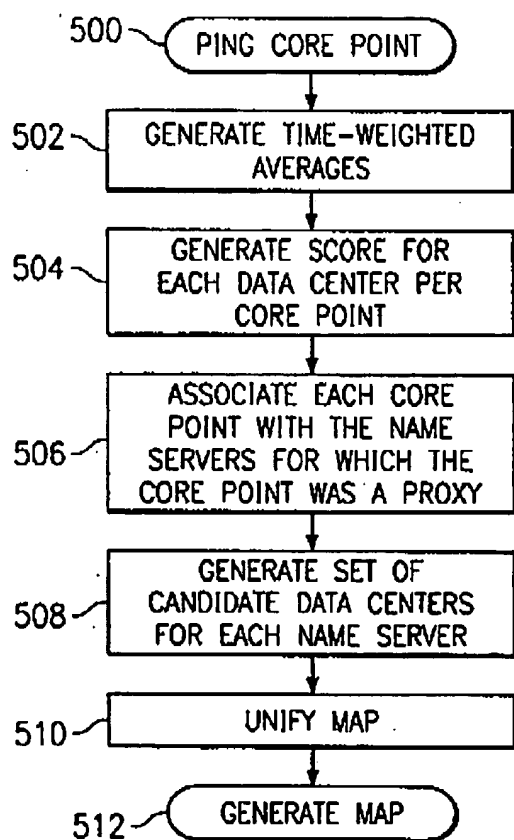 500
PING CORE POINT
502
GENERATE TIME-WEIGHTED
AVERAGES
504
GENERATE SCORE FOR
EACH DATA CENTER PER
CORE POINT
506
ASSOCIATE EACH CORE
POINT WITH THE NAME
SERVERS FOR WHICH THE
CORE POINT WAS A PROXY
508
GENERATE SET OF
CANDIDATE DATA CENTERS
FOR EACH NAME SERVER
510
UNIFY MAP
512
GENERATE MAP